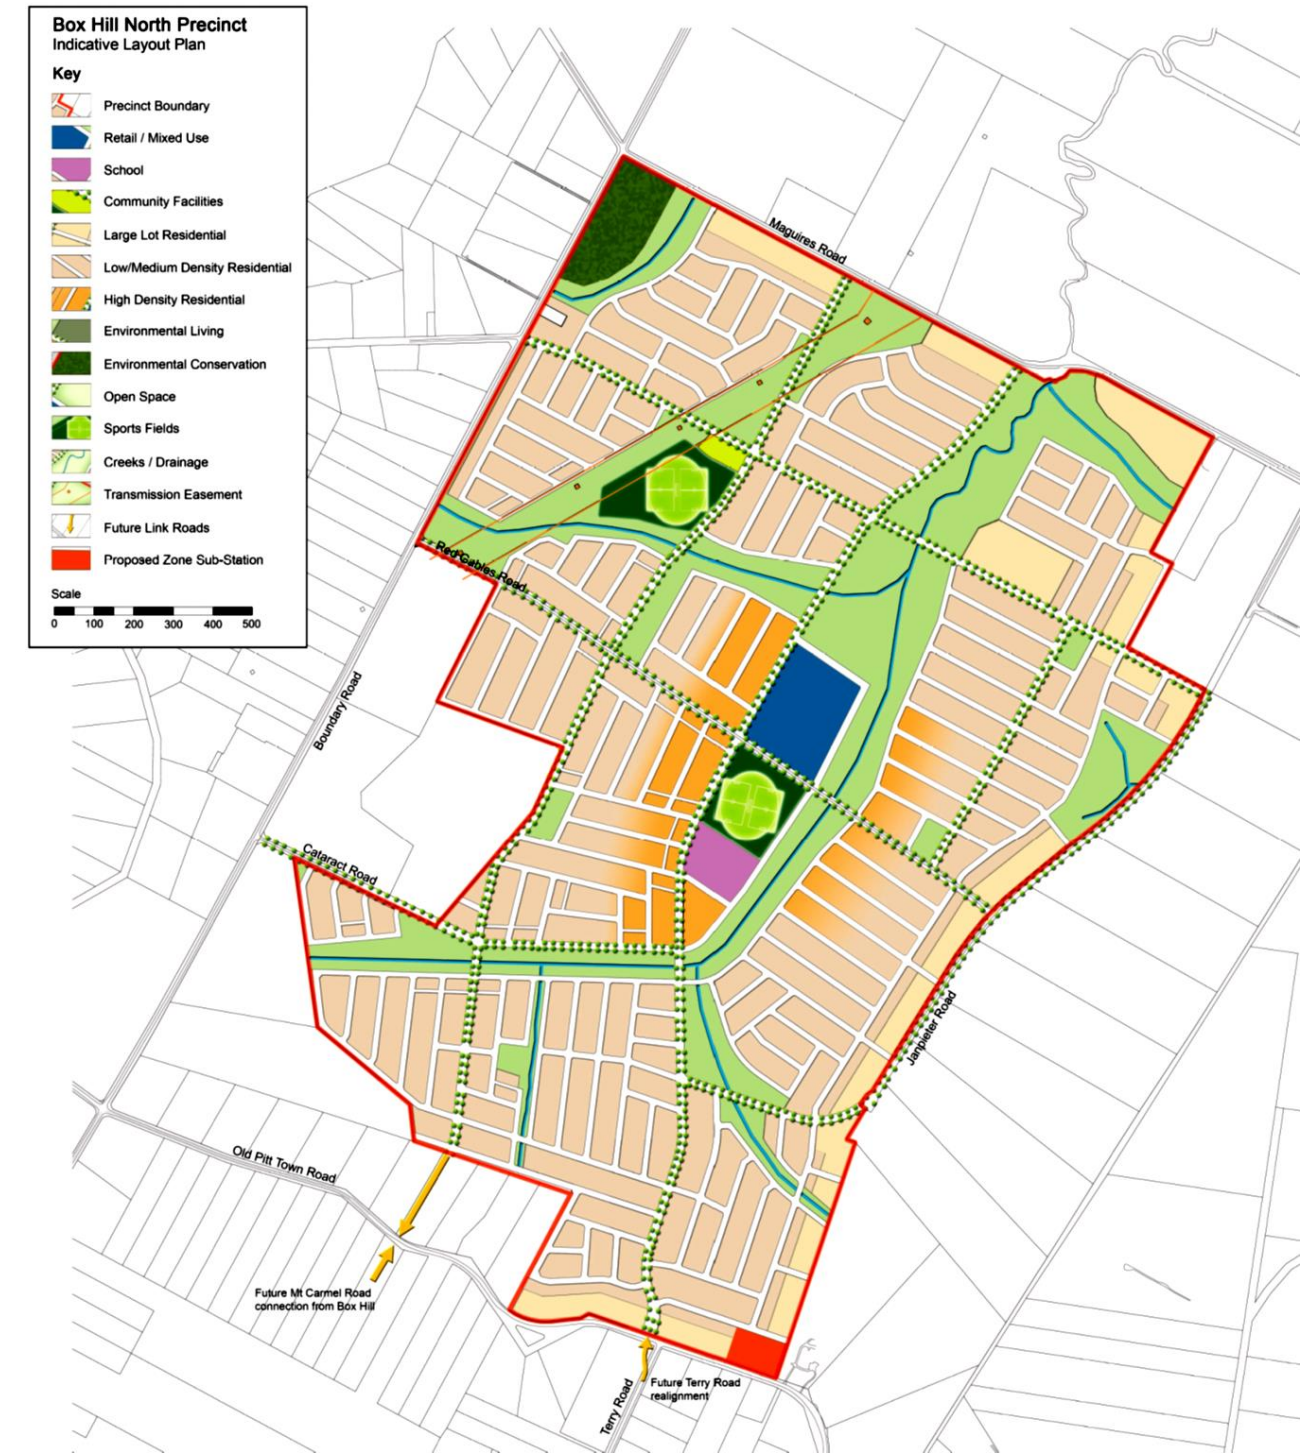 Box Hill North Precinct
Indicative Layout Plan
Key
Precinct Boundary
Retail / Mixed Use
School
Community Facilities
Large Lot Residential
Low/Medium Density Residential
High Density Residential
Environmental Living
Environmental Conservation
Open Space
Sports Fields
Creeks / Drainage
Transmission Easement
Future Link Roads
Proposed Zone Sub-Station
Scale
0 100 200 300 400 500
Maguires Road
Red Gables Road
Boundary Road
Cataract Road
Janpieter Road
Old Pitt Town Road
Future Mt Carmel Road
connection from Box Hill
Future Terry Road
realignment
Terry Road